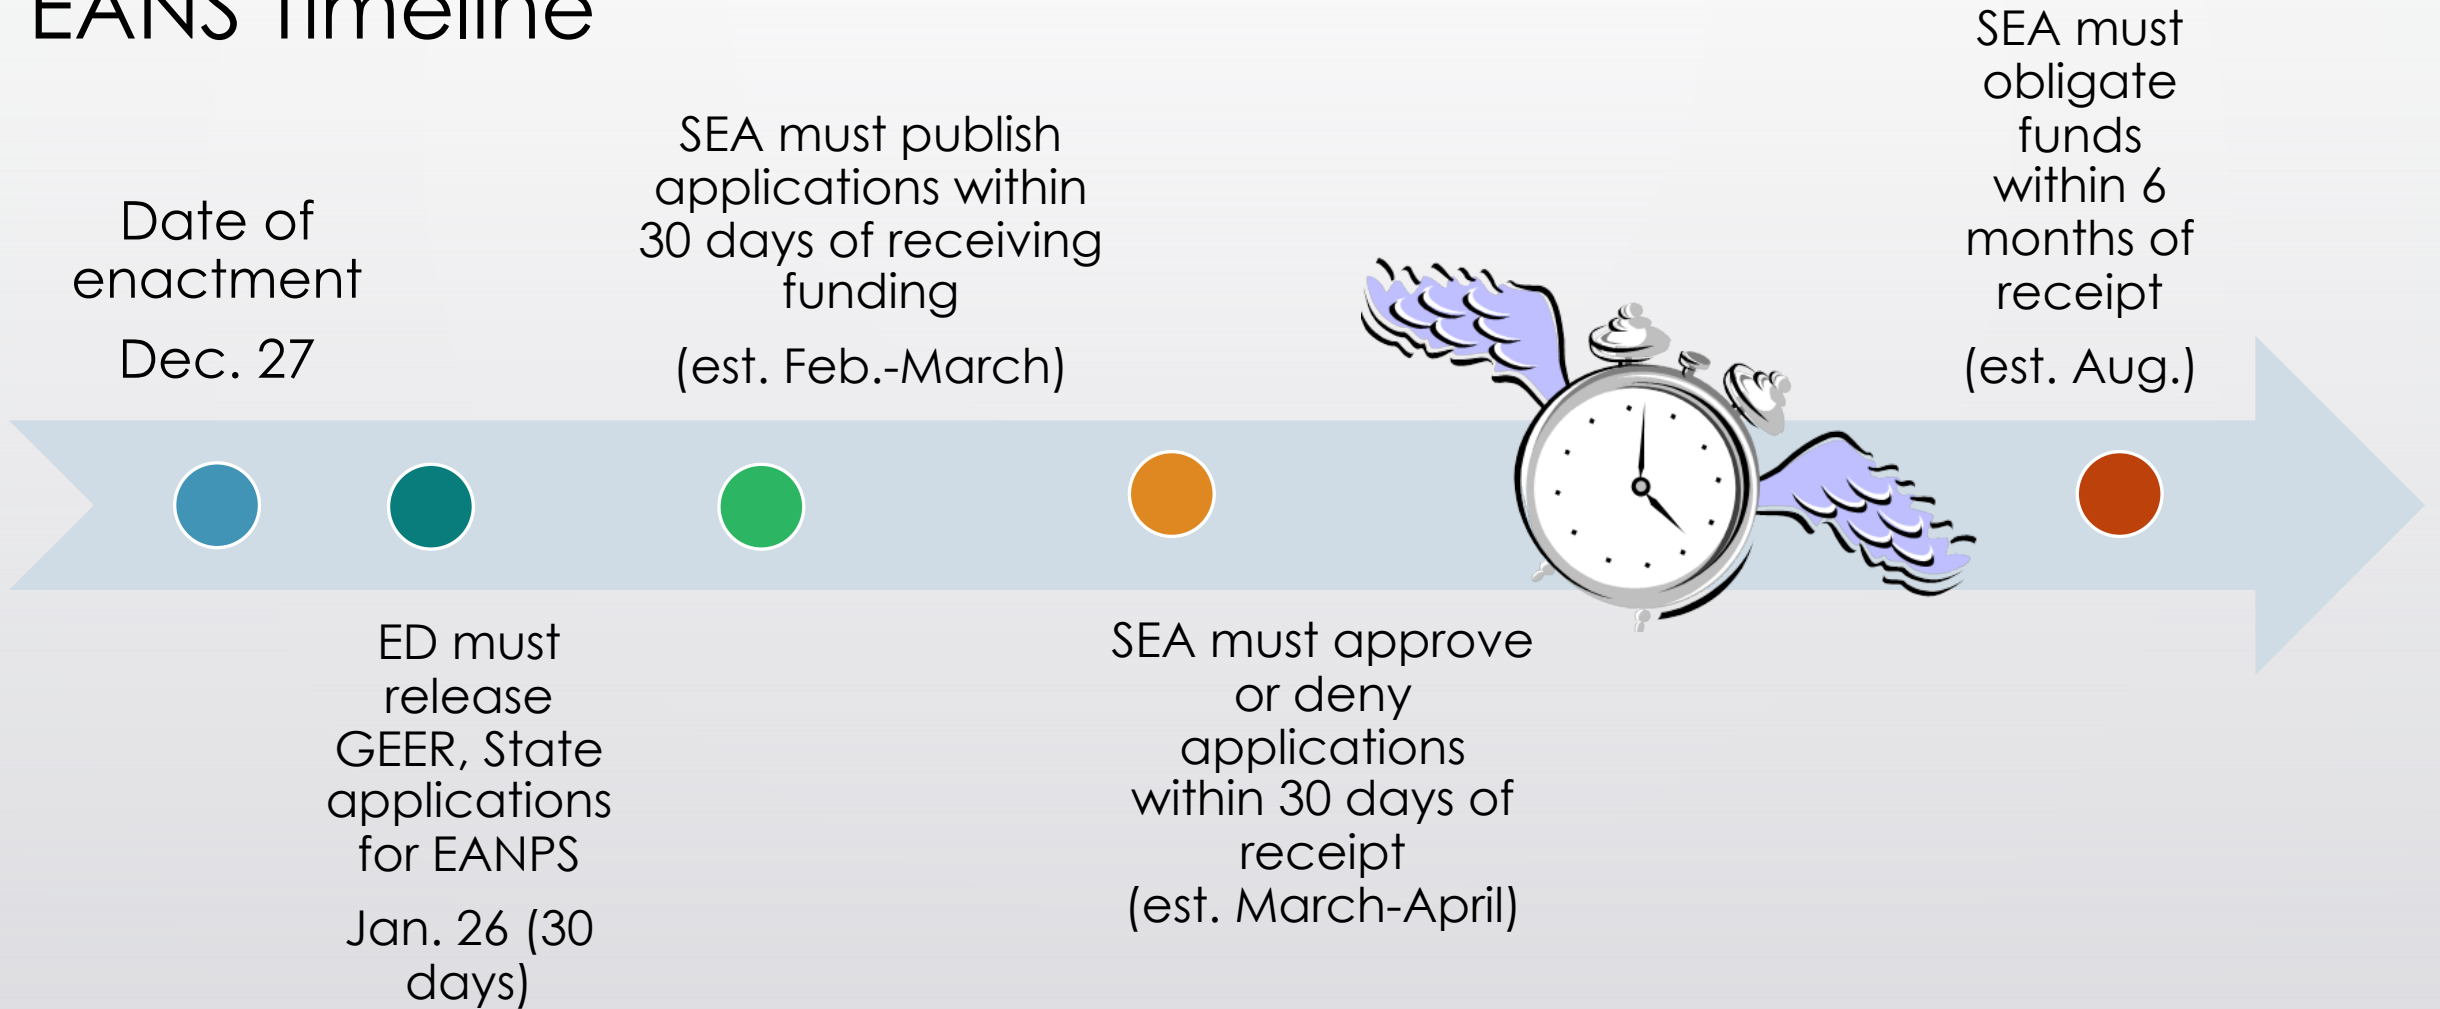 EANS Timeline
Date of
enactment
Dec. 27
ED must
release
GEER, State
applications
for EANPS
Jan. 26 (30
days)
SEA must publish
applications within
30 days of receiving
funding
(est. Feb.-March)
SEA must approve
or deny
applications
within 30 days of
receipt
(est. March-April)
SEA must
obligate
funds
within 6
months of
receipt
(est. Aug.)